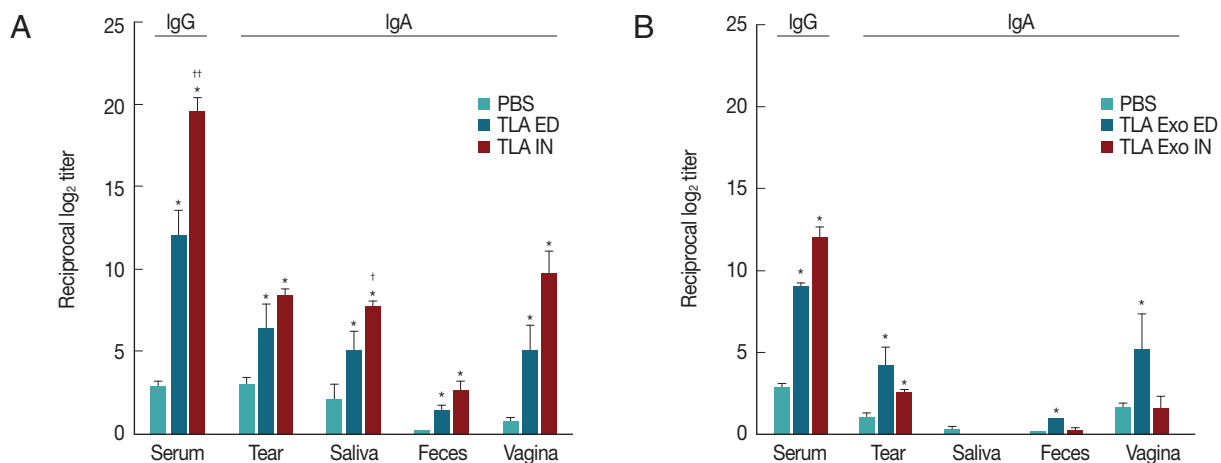 A
IgG
IgA
25
20
15
10
5
0
Reciprocal log₂ titer
††
*
*
*
*
†
*
*
*
*
*
*
PBS
TLA ED
TLA IN
Serum
Tear
Saliva
Feces
Vagina
B
IgG
IgA
25
20
15
10
5
0
Reciprocal log₂ titer
*
*
*
*
*
*
PBS
TLA Exo ED
TLA Exo IN
Serum
Tear
Saliva
Feces
Vagina